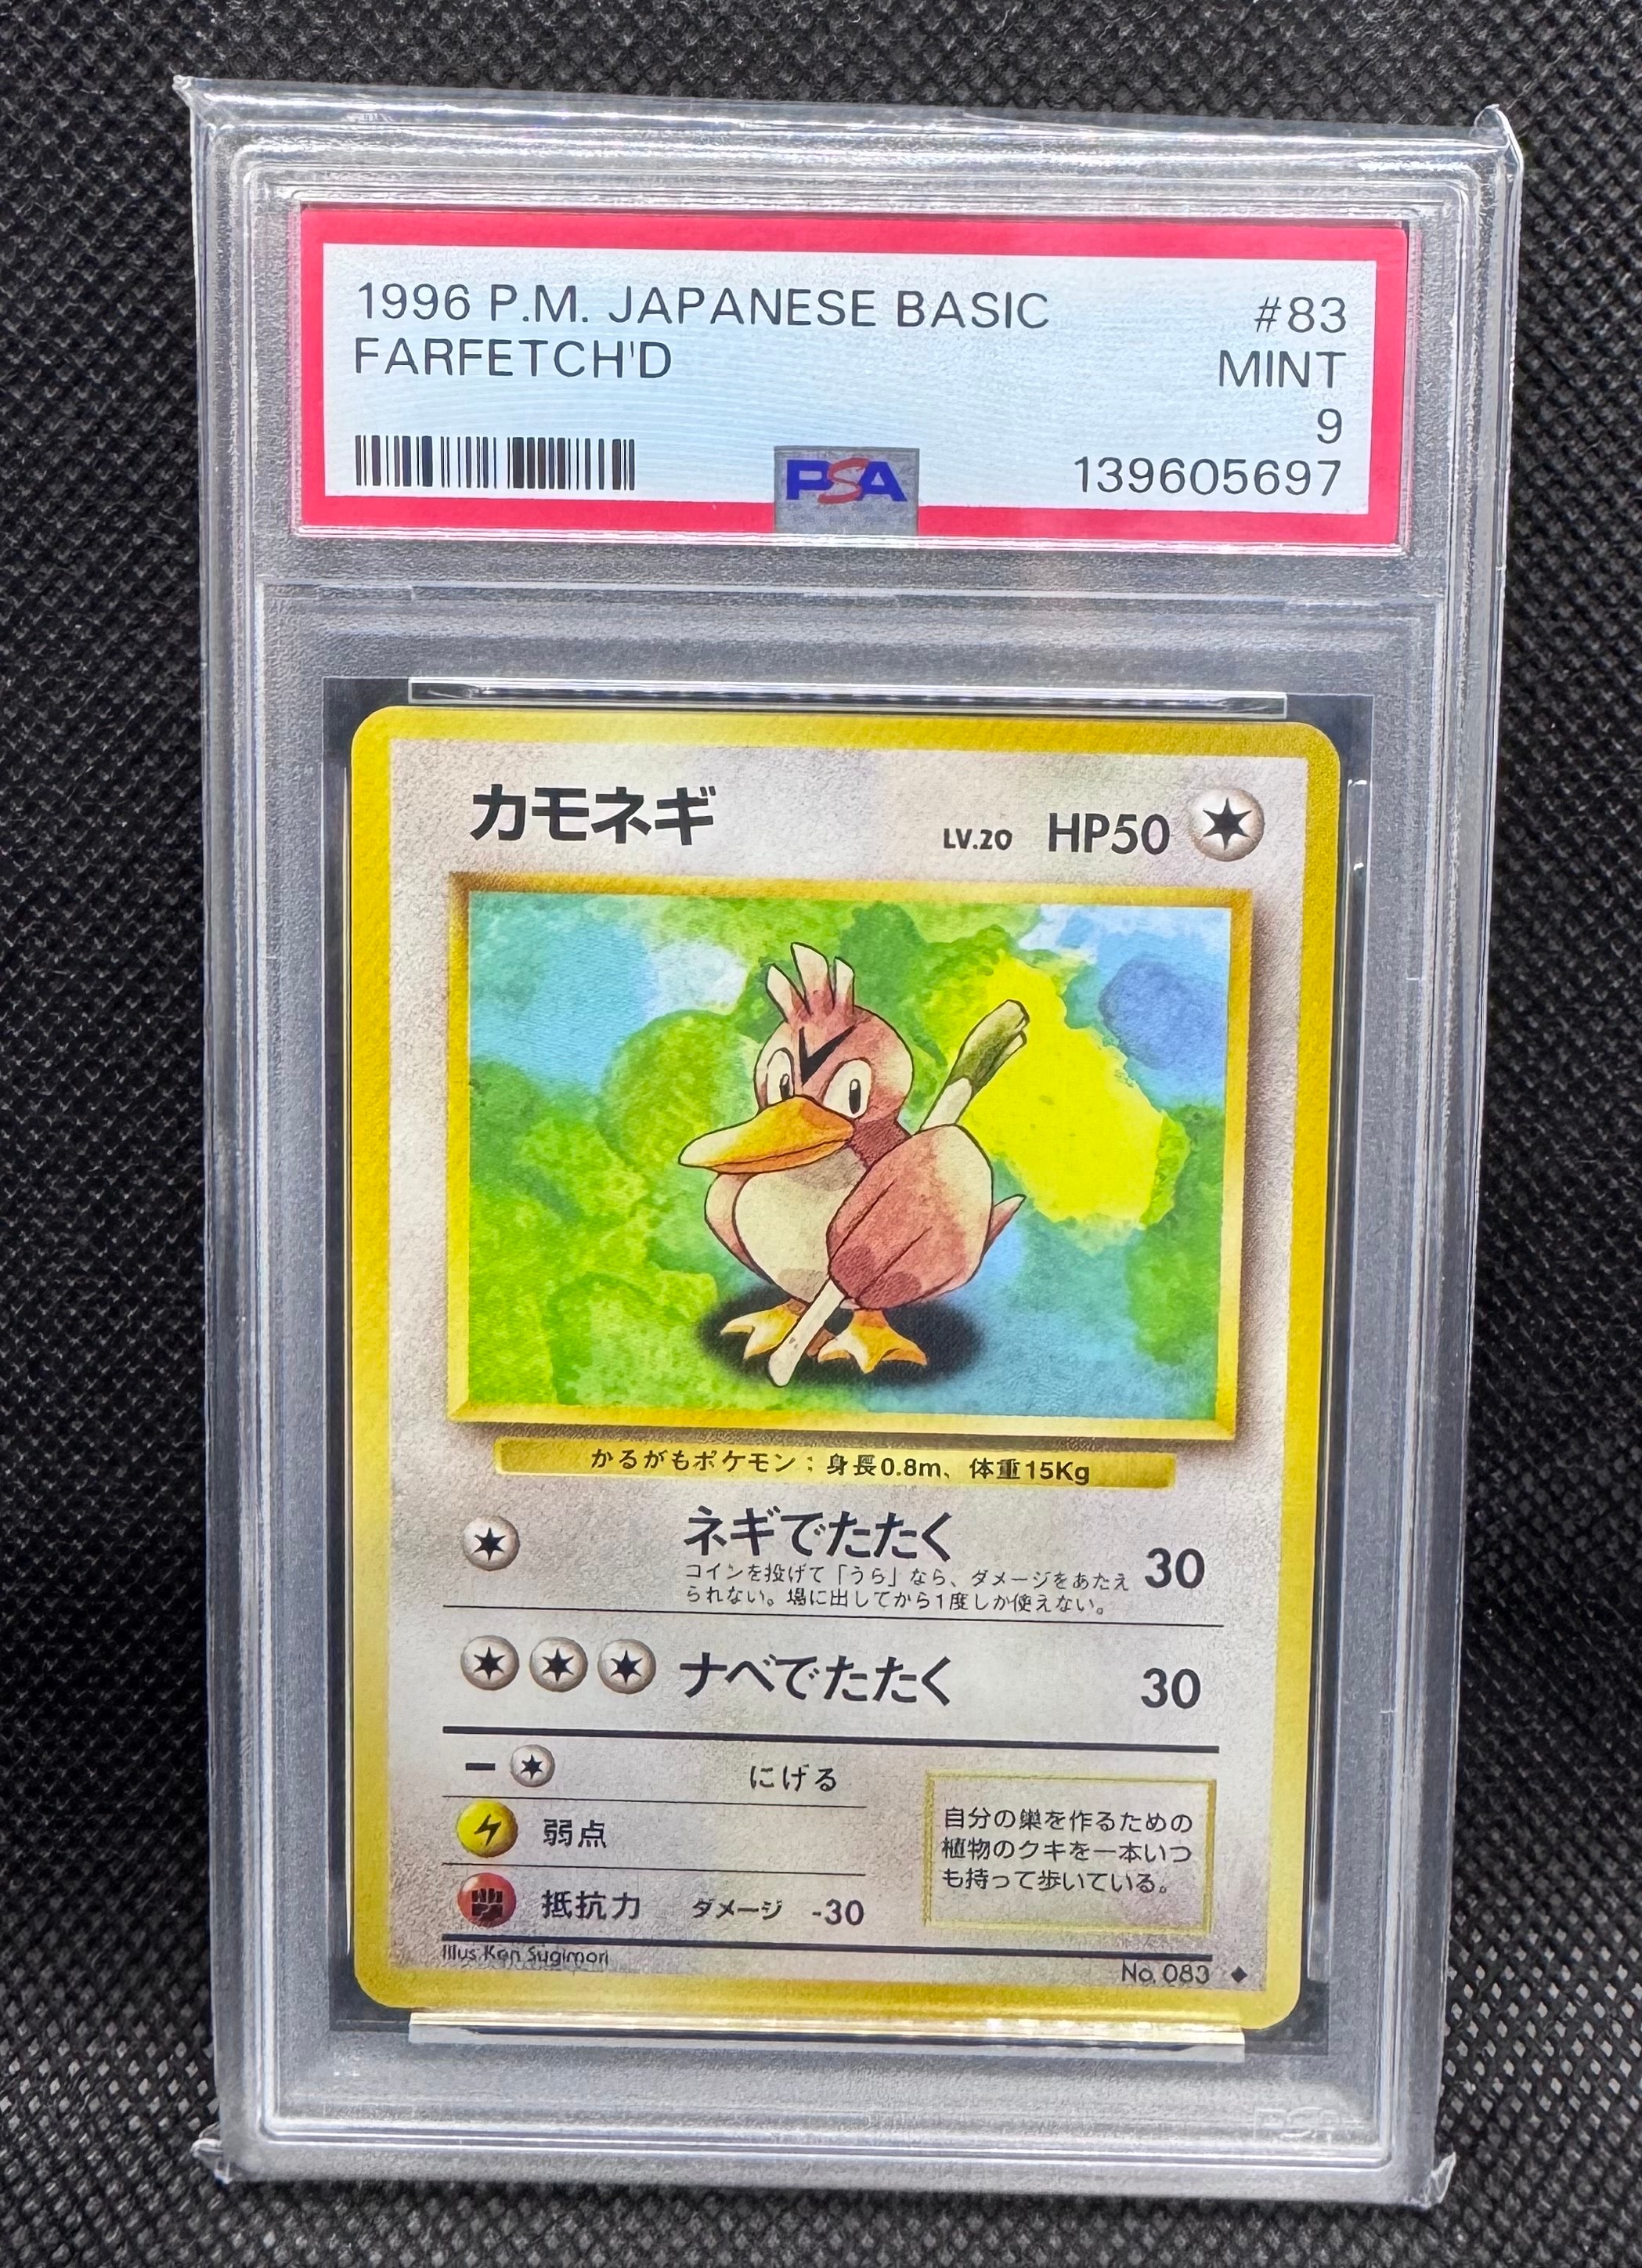 1996 P.M. JAPANESE BASIC #83
FARFETCH'D MINT
9
PSA 139605697
カモネギ LV.20 HP50
かるがもポケモン：身長0.8m、体重15Kg
ネギでたたく 30
コインを投げて「うら」なら、ダメージをあたえ
られない。場に出してから1度しか使えない。
ナベでたたく 30
ー にげる
弱点
抵抗力 ダメージ -30
自分の巣を作るための
植物のクキを一本いつ
も持って歩いている。
Illus. Ken Sugimori
No. 083 ◆
PSA